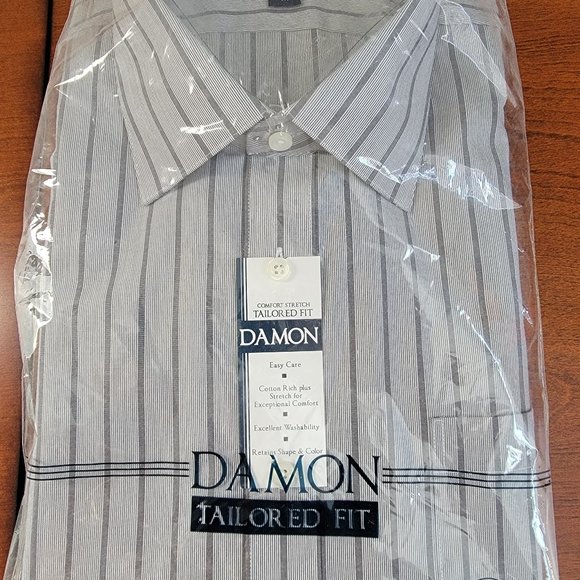 COMFORT STRETCH
TAILORED FIT
DAMON
Easy Care
Cotton Rich plus
Stretch for
Exceptional Comfort
Excellent Washability
Retains Shape & Color
DAMON
TAILORED FIT